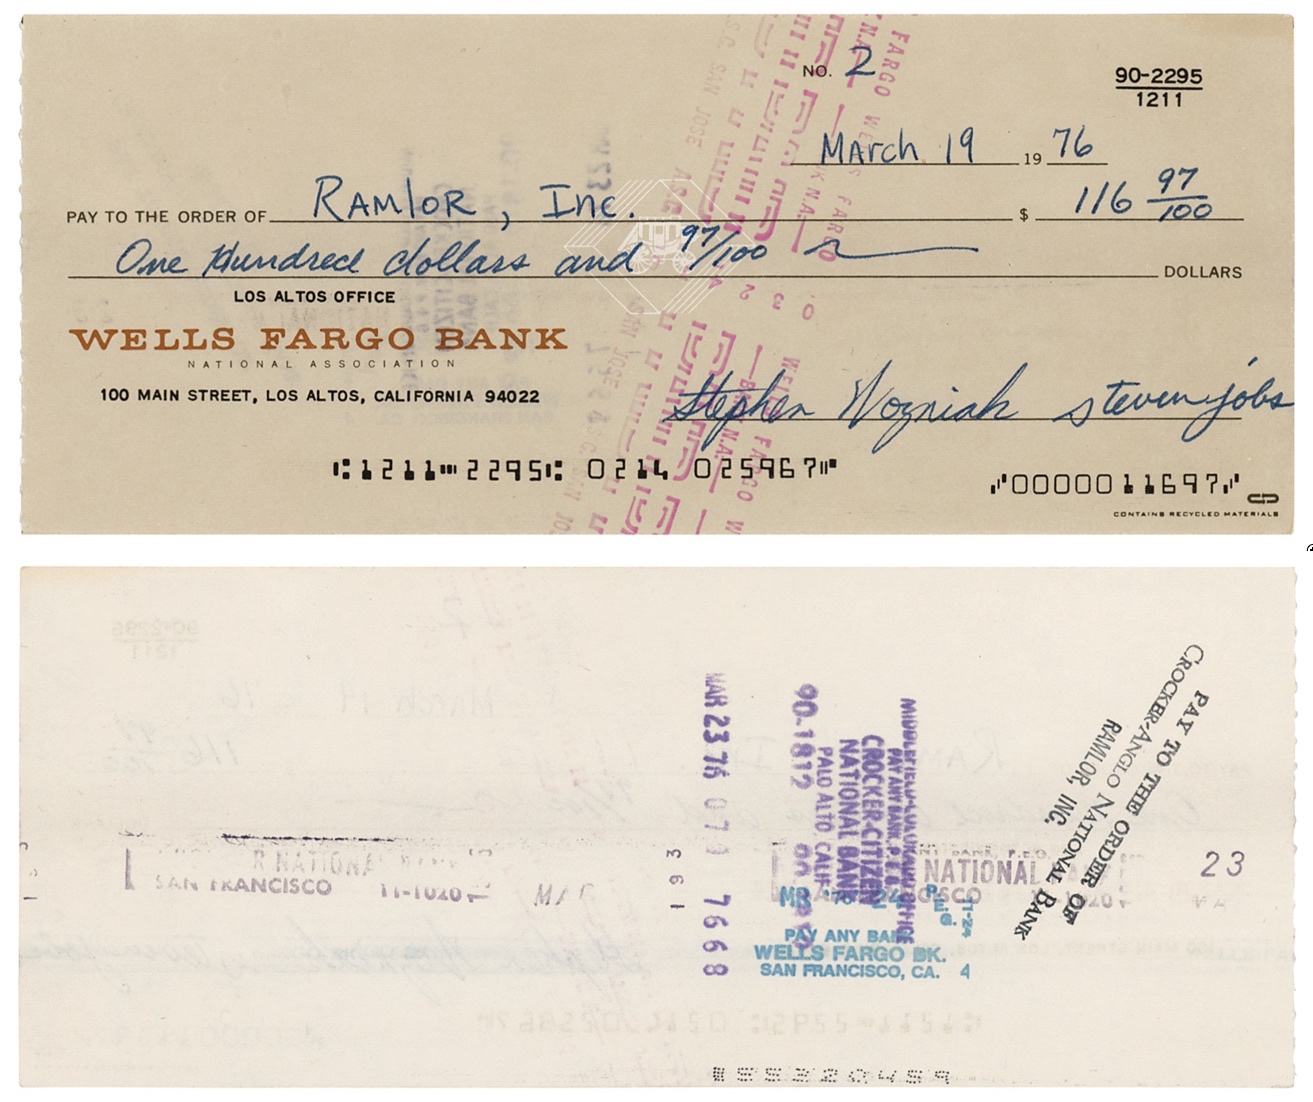 NO. 2
90-2295
1211
March 19 1976
PAY TO THE ORDER OF Ramlor, Inc. $ 116 97/100
One Hundred dollars and 97/100 DOLLARS
LOS ALTOS OFFICE
WELLS FARGO BANK
NATIONAL ASSOCIATION
100 MAIN STREET, LOS ALTOS, CALIFORNIA 94022
Stephen Wozniak steven jobs
1211 2295 0214 025967
0000011697
CONTAINS RECYCLED MATERIALS
MAR 23 76
7668
90-1812
PALO ALTO CALIF
NATIONAL BANK
CROCKER-CITIZEN
PAY ANY BANK
PAY TO THE ORDER OF
CROCKER-ANGLO NATIONAL BANK
RAMLOR, INC.
R NATIONAL
SAN FRANCISCO 11-1020
193
NATIONAL
23
PAY ANY BANK
WELLS FARGO BK.
SAN FRANCISCO, CA. 4